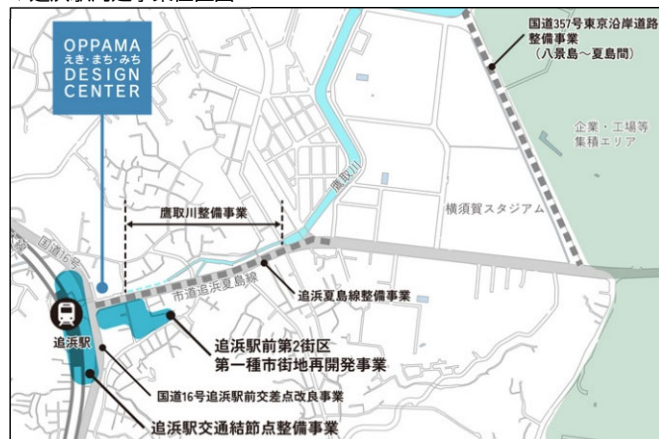 OPPAMA
えき・まち・みち
DESIGN
CENTER
国道357号東京沿岸道路
整備事業
（八景島～夏島間）
企業・工場等
集積エリア
鷹取川
鷹取川整備事業
横須賀スタジアム
国道16号
市道追浜夏島線
追浜夏島線整備事業
追浜駅
追浜駅前第2街区
第一種市街地再開発事業
国道16号追浜駅前交差点改良事業
追浜駅交通結節点整備事業